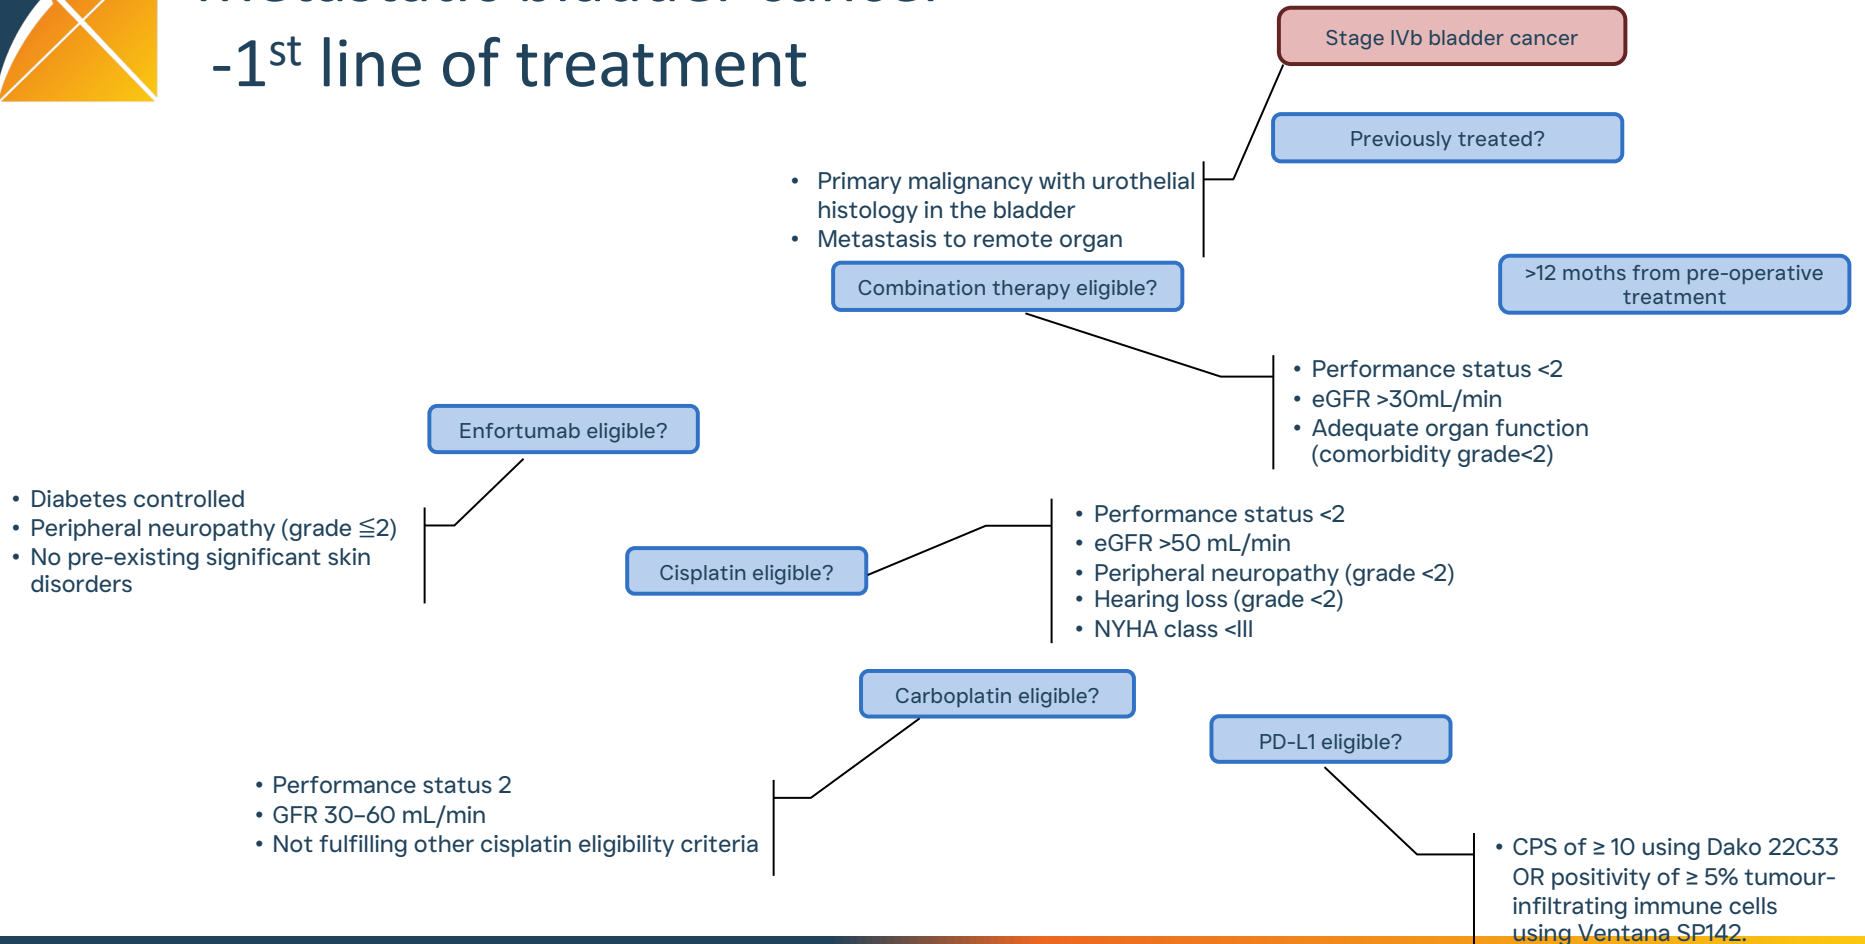 Metastatic bladder cancer
-1st line of treatment
Stage IVb bladder cancer
Previously treated?
• Primary malignancy with urothelial
histology in the bladder
• Metastasis to remote organ
Combination therapy eligible?
>12 moths from pre-operative
treatment
• Performance status <2
• eGFR >30mL/min
• Adequate organ function
(comorbidity grade<2)
Enfortumab eligible?
• Diabetes controlled
• Peripheral neuropathy (grade ≦2)
• No pre-existing significant skin
disorders
Cisplatin eligible?
• Performance status <2
• eGFR >50 mL/min
• Peripheral neuropathy (grade <2)
• Hearing loss (grade <2)
• NYHA class <III
Carboplatin eligible?
• Performance status 2
• GFR 30–60 mL/min
• Not fulfilling other cisplatin eligibility criteria
PD-L1 eligible?
• CPS of ≥ 10 using Dako 22C33
OR positivity of ≥ 5% tumour-
infiltrating immune cells
using Ventana SP142.